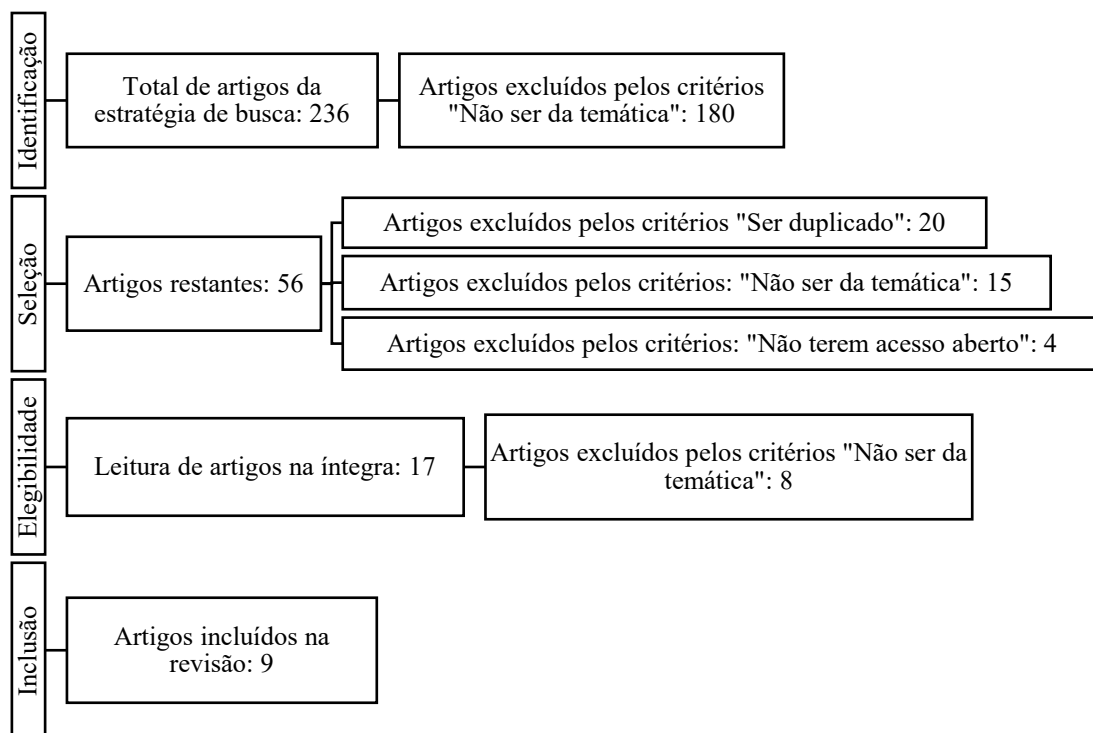 Identificação
Total de artigos da
estratégia de busca: 236
Artigos excluídos pelos critérios
"Não ser da temática": 180
Seleção
Artigos restantes: 56
Artigos excluídos pelos critérios "Ser duplicado": 20
Artigos excluídos pelos critérios: "Não ser da temática": 15
Artigos excluídos pelos critérios: "Não terem acesso aberto": 4
Elegibilidade
Leitura de artigos na íntegra: 17
Artigos excluídos pelos critérios "Não ser da
temática": 8
Inclusão
Artigos incluídos na
revisão: 9